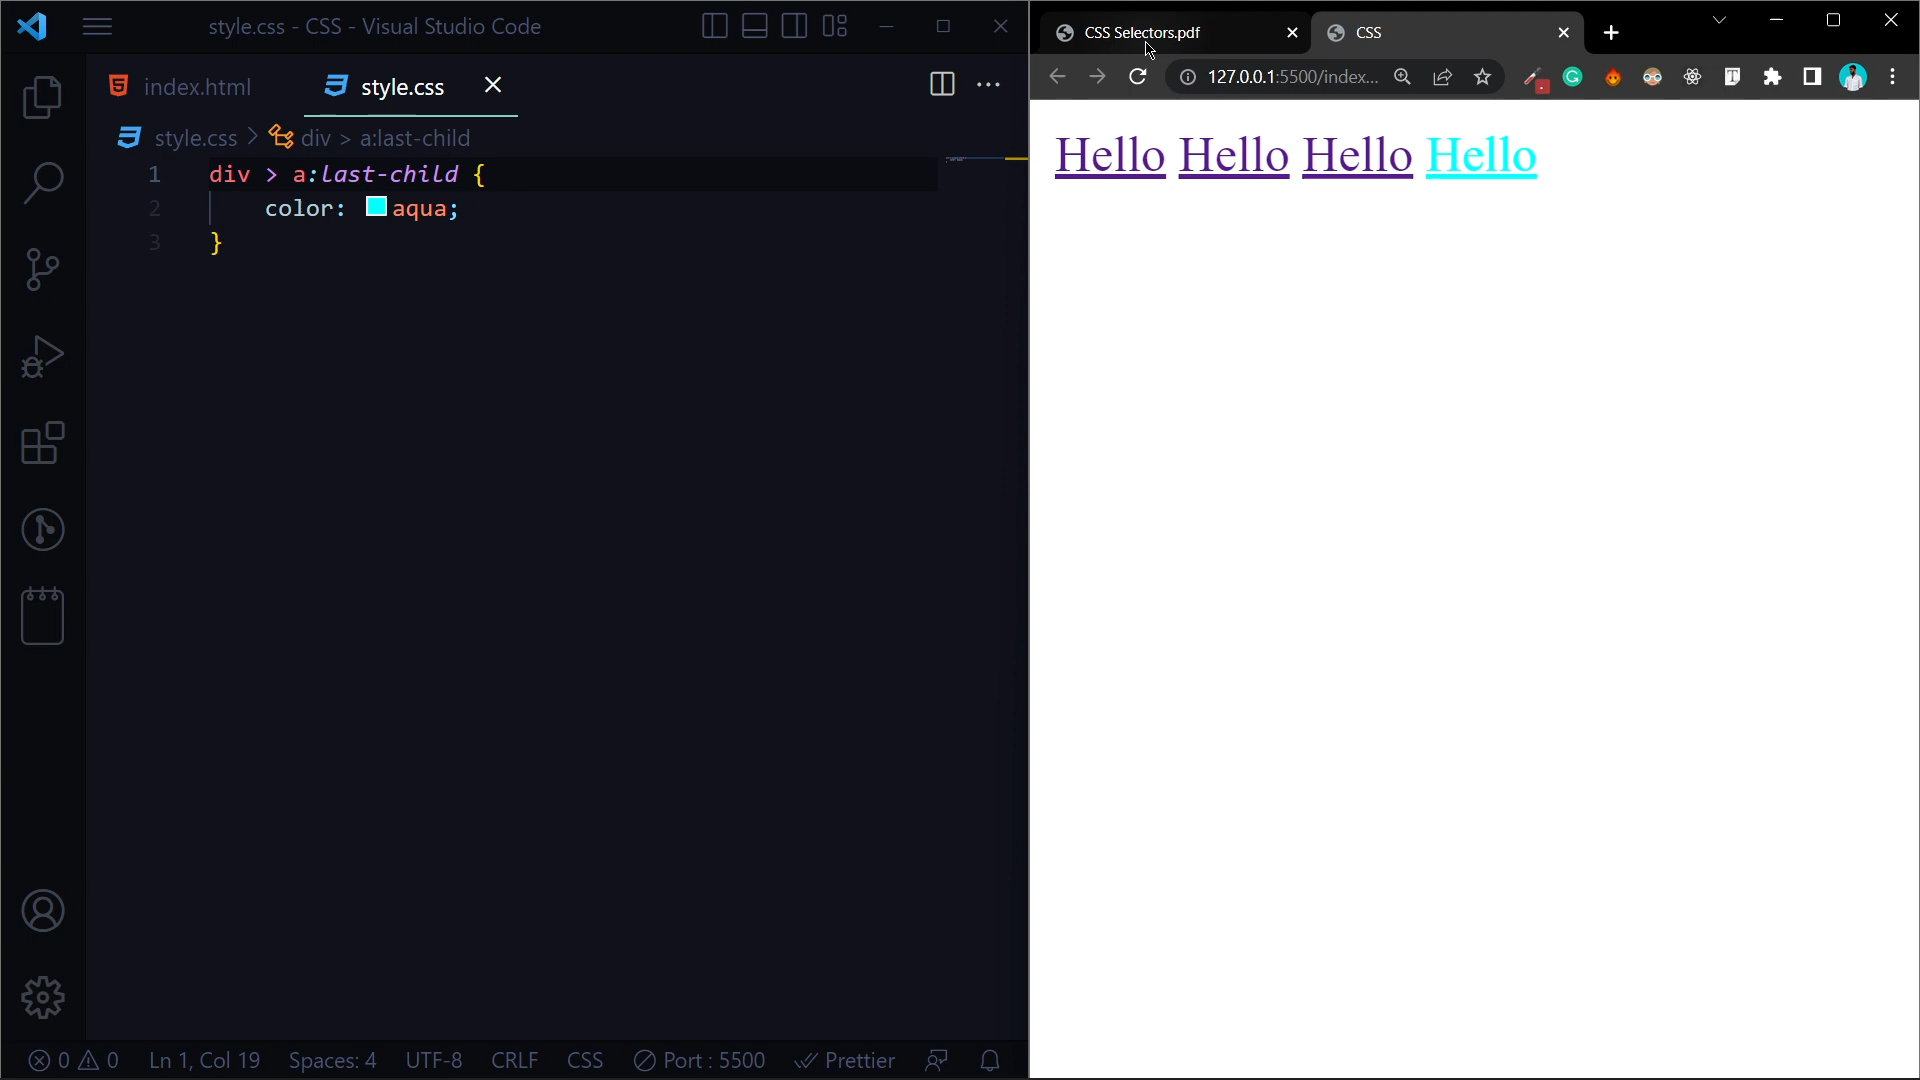 style.css - CSS - Visual Studio Code
index.html
style.css
style.css > div > a:last-child
1 div > a:last-child {
2 color: aqua;
3 }
0 0 Ln 1, Col 19 Spaces: 4 UTF-8 CRLF CSS Port : 5500 Prettier
CSS Selectors.pdf
CSS
127.0.0.1:5500/index...
Hello Hello Hello Hello